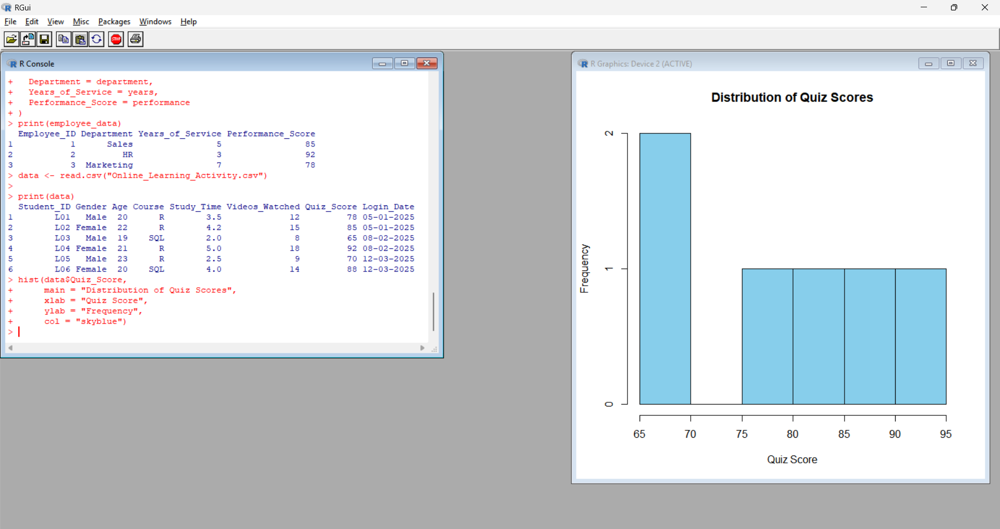 RGui
File Edit View Misc Packages Windows Help
STOP
R Console
+   Department = department,
+   Years_of_Service = years,
+   Performance_Score = performance
+ )
> print(employee_data)
  Employee_ID Department Years_of_Service Performance_Score
1           1      Sales                5                85
2           2         HR                3                92
3           3  Marketing                7                78
> data <- read.csv("Online_Learning_Activity.csv")
>
> print(data)
  Student_ID Gender Age Course Study_Time Videos_Watched Quiz_Score Login_Date
1        L01   Male  20      R        3.5             12         78 05-01-2025
2        L02 Female  22      R        4.2             15         85 05-01-2025
3        L03   Male  19    SQL        2.0              8         65 08-02-2025
4        L04 Female  21      R        5.0             18         92 08-02-2025
5        L05   Male  23      R        2.5              9         70 12-03-2025
6        L06 Female  20    SQL        4.0             14         88 12-03-2025
> hist(data$Quiz_Score,
+      main = "Distribution of Quiz Scores",
+      xlab = "Quiz Score",
+      ylab = "Frequency",
+      col = "skyblue")
>
R Graphics: Device 2 (ACTIVE)
Distribution of Quiz Scores
2
1
0
Frequency
65 70 75 80 85 90 95
Quiz Score